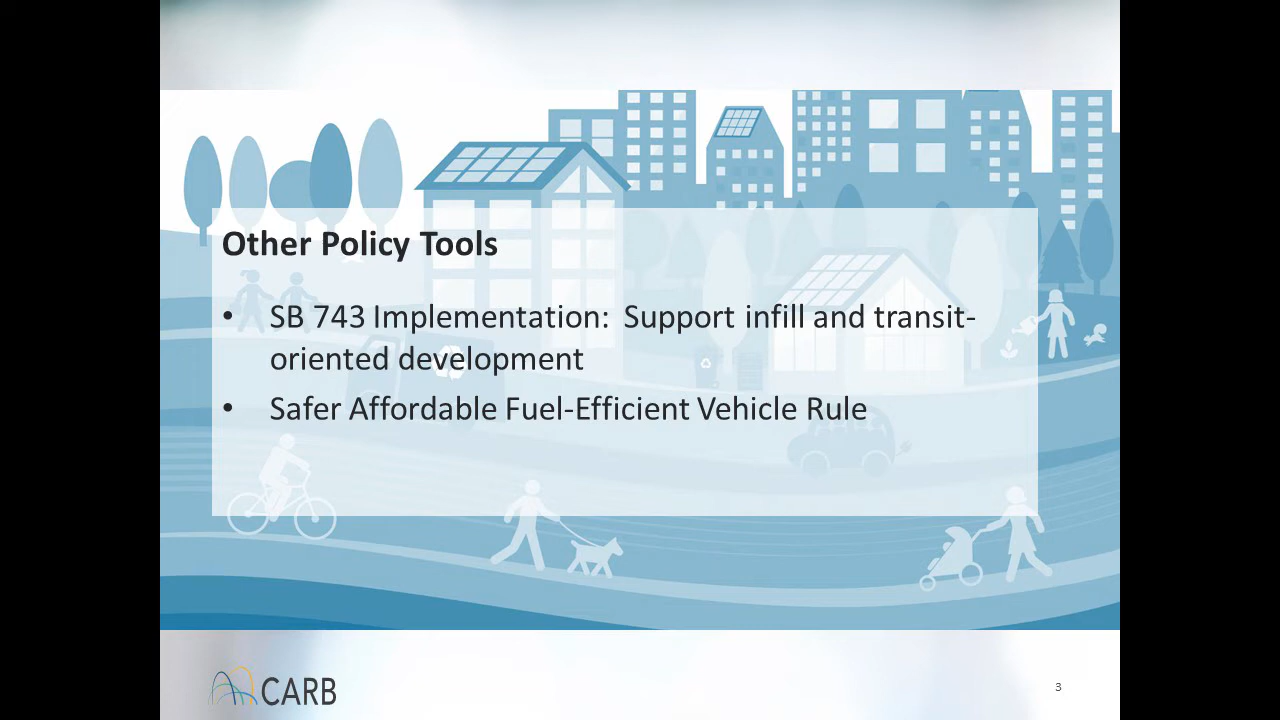 Other Policy Tools
• SB 743 Implementation:  Support infill and transit-
oriented development
• Safer Affordable Fuel-Efficient Vehicle Rule
CARB
3